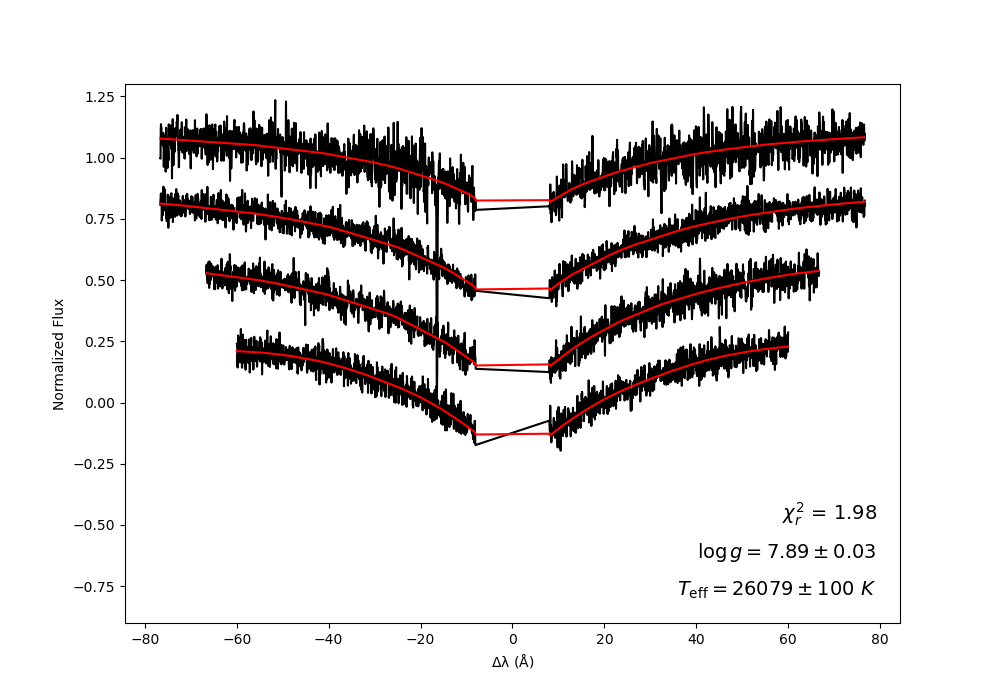 1.25
1.00
0.75
0.50
0.25
0.00
−0.25
−0.50
−0.75
Normalized Flux
χ²ᵣ = 1.98
log g = 7.89 ± 0.03
T_eff = 26079 ± 100 K
−80 −60 −40 −20 0 20 40 60 80
Δλ (Å)